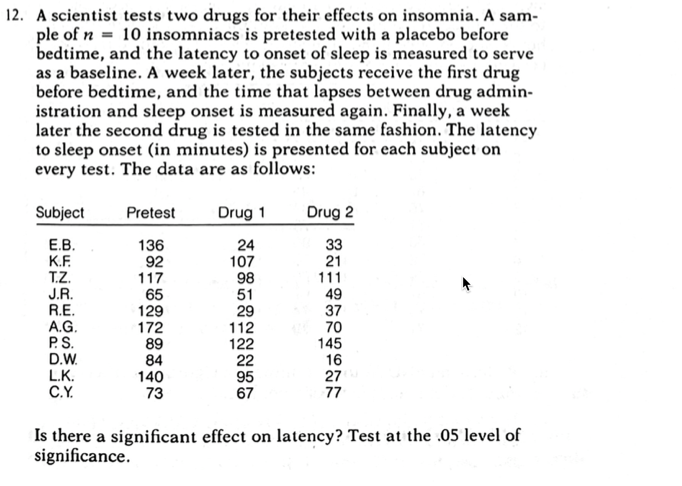 12. A scientist tests two drugs for their effects on insomnia. A sam-
ple of n = 10 insomniacs is pretested with a placebo before
bedtime, and the latency to onset of sleep is measured to serve
as a baseline. A week later, the subjects receive the first drug
before bedtime, and the time that lapses between drug admin-
istration and sleep onset is measured again. Finally, a week
later the second drug is tested in the same fashion. The latency
to sleep onset (in minutes) is presented for each subject on
every test. The data are as follows:
Subject Pretest Drug 1 Drug 2
E.B. 136 24 33
K.F. 92 107 21
T.Z. 117 98 111
J.R. 65 51 49
R.E. 129 29 37
A.G. 172 112 70
P.S. 89 122 145
D.W. 84 22 16
L.K. 140 95 27
C.Y. 73 67 77
Is there a significant effect on latency? Test at the .05 level of
significance.